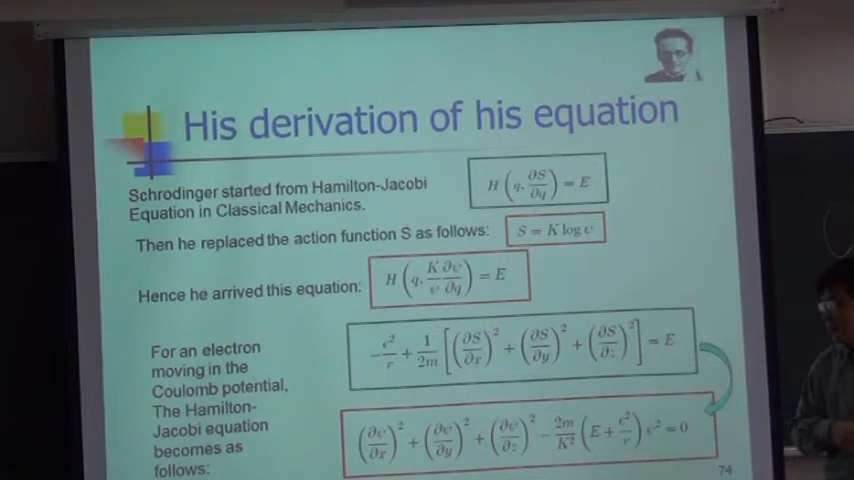 His derivation of his equation
Schrodinger started from Hamilton-Jacobi
Equation in Classical Mechanics.
H(q, ∂S/∂q) = E
Then he replaced the action function S as follows:
S = K log ψ
Hence he arrived this equation:
H(q, K/ψ ∂ψ/∂q) = E
For an electron
moving in the
Coulomb potential,
The Hamilton-
Jacobi equation
becomes as
follows:
-e²/r + 1/2m [(∂S/∂x)² + (∂S/∂y)² + (∂S/∂z)²] = E
(∂ψ/∂x)² + (∂ψ/∂y)² + (∂ψ/∂z)² - 2m/K² (E + e²/r) ψ² = 0
74